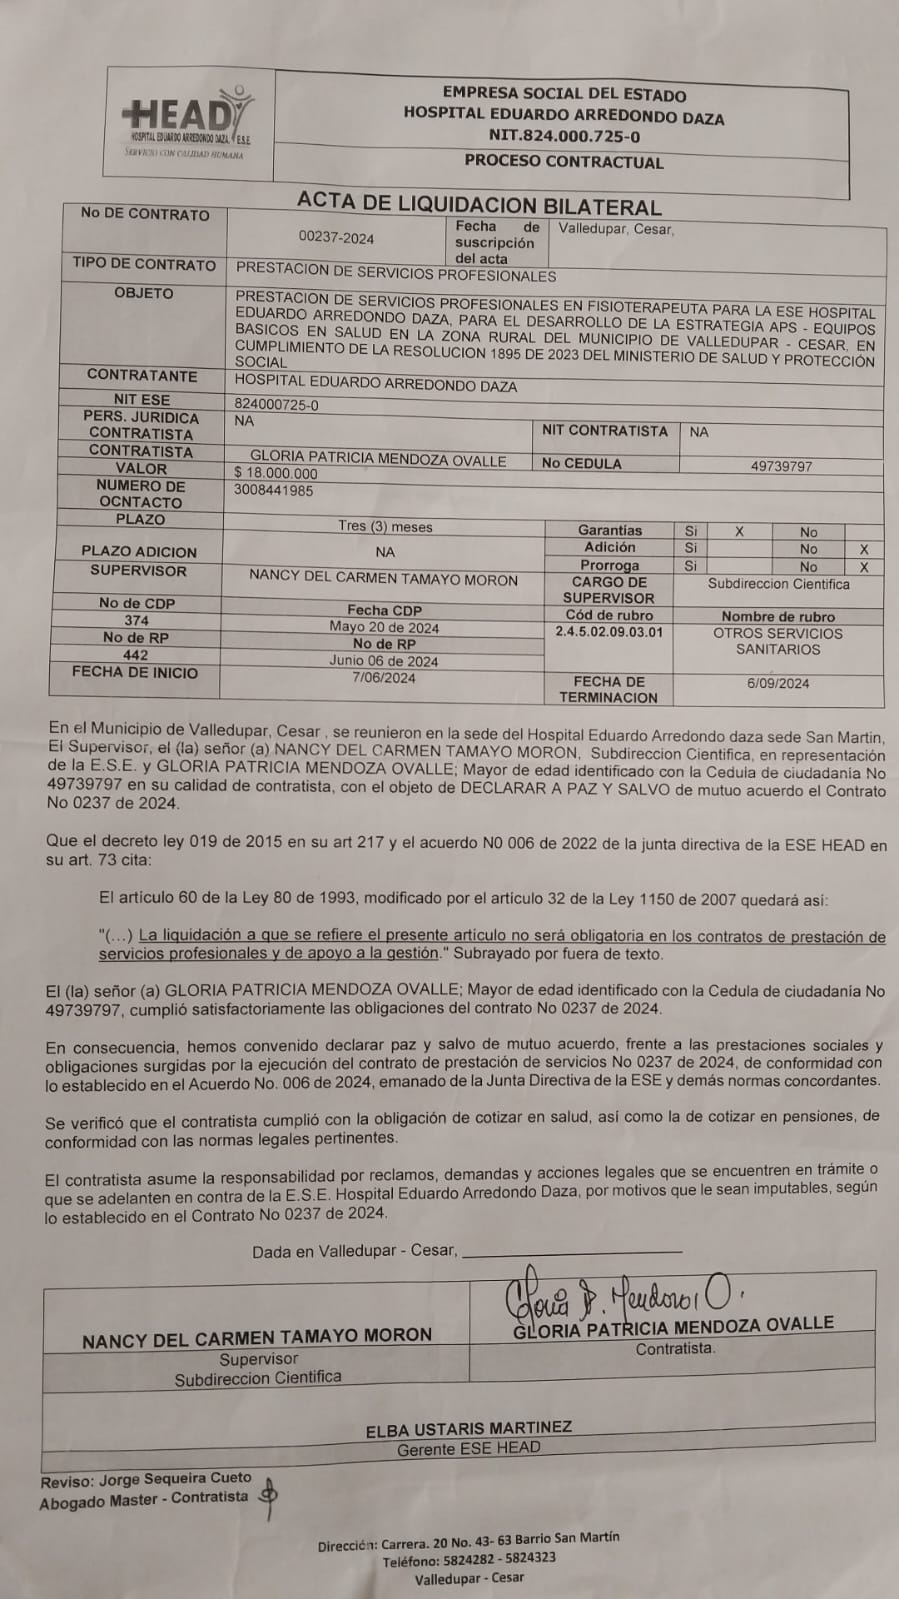 HEAD
HOSPITAL EDUARDO ARREDONDO DAZA, E.S.E.
SERVICIO CON CALIDAD HUMANA
EMPRESA SOCIAL DEL ESTADO
HOSPITAL EDUARDO ARREDONDO DAZA
NIT.824.000.725-0
PROCESO CONTRACTUAL
ACTA DE LIQUIDACION BILATERAL
No DE CONTRATO
00237-2024
Fecha de
suscripción
del acta
Valledupar, Cesar,
TIPO DE CONTRATO
PRESTACION DE SERVICIOS PROFESIONALES
OBJETO
PRESTACION DE SERVICIOS PROFESIONALES EN FISIOTERAPEUTA PARA LA ESE HOSPITAL
EDUARDO ARREDONDO DAZA, PARA EL DESARROLLO DE LA ESTRATEGIA APS - EQUIPOS
BASICOS EN SALUD EN LA ZONA RURAL DEL MUNICIPIO DE VALLEDUPAR - CESAR, EN
CUMPLIMIENTO DE LA RESOLUCION 1895 DE 2023 DEL MINISTERIO DE SALUD Y PROTECCIÓN
SOCIAL
CONTRATANTE
HOSPITAL EDUARDO ARREDONDO DAZA
NIT ESE
824000725-0
PERS. JURIDICA
CONTRATISTA
NA
NIT CONTRATISTA
NA
CONTRATISTA
GLORIA PATRICIA MENDOZA OVALLE
No CEDULA
49739797
VALOR
$ 18.000.000
NUMERO DE
OCNTACTO
3008441985
PLAZO
Tres (3) meses
Garantias
Si
X
No
PLAZO ADICION
NA
Adición
Si
No
X
Prorroga
Si
No
X
SUPERVISOR
NANCY DEL CARMEN TAMAYO MORON
CARGO DE
SUPERVISOR
Subdireccion Cientifica
No de CDP
Fecha CDP
Cód de rubro
Nombre de rubro
374
Mayo 20 de 2024
2.4.5.02.09.03.01
OTROS SERVICIOS
SANITARIOS
No de RP
No de RP
442
Junio 06 de 2024
FECHA DE INICIO
7/06/2024
FECHA DE
TERMINACION
6/09/2024
En el Municipio de Valledupar, Cesar , se reunieron en la sede del Hospital Eduardo Arredondo daza sede San Martin,
El Supervisor, el (la) señor (a) NANCY DEL CARMEN TAMAYO MORON, Subdireccion Cientifica, en representación
de la E.S.E. y GLORIA PATRICIA MENDOZA OVALLE; Mayor de edad identificado con la Cedula de ciudadanía No
49739797 en su calidad de contratista, con el objeto de DECLARAR A PAZ Y SALVO de mutuo acuerdo el Contrato
No 0237 de 2024.
Que el decreto ley 019 de 2015 en su art 217 y el acuerdo N0 006 de 2022 de la junta directiva de la ESE HEAD en
su art. 73 cita:
El articulo 60 de la Ley 80 de 1993, modificado por el articulo 32 de la Ley 1150 de 2007 quedará así:
"(...) La liquidación a que se refiere el presente artículo no será obligatoria en los contratos de prestación de
servicios profesionales y de apoyo a la gestión." Subrayado por fuera de texto.
El (la) señor (a) GLORIA PATRICIA MENDOZA OVALLE; Mayor de edad identificado con la Cedula de ciudadanía No
49739797, cumplió satisfactoriamente las obligaciones del contrato No 0237 de 2024.
En consecuencia, hemos convenido declarar paz y salvo de mutuo acuerdo, frente a las prestaciones sociales y
obligaciones surgidas por la ejecución del contrato de prestación de servicios No 0237 de 2024, de conformidad con
lo establecido en el Acuerdo No. 006 de 2024, emanado de la Junta Directiva de la ESE y demás normas concordantes.
Se verificó que el contratista cumplió con la obligación de cotizar en salud, así como la de cotizar en pensiones, de
conformidad con las normas legales pertinentes.
El contratista asume la responsabilidad por reclamos, demandas y acciones legales que se encuentren en trámite o
que se adelanten en contra de la E.S.E. Hospital Eduardo Arredondo Daza, por motivos que le sean imputables, según
lo establecido en el Contrato No 0237 de 2024.
Dada en Valledupar - Cesar, ____________
Gloria P. Mendoza O.
NANCY DEL CARMEN TAMAYO MORON
GLORIA PATRICIA MENDOZA OVALLE
Supervisor
Subdireccion Cientifica
Contratista.
ELBA USTARIS MARTINEZ
Gerente ESE HEAD
Reviso: Jorge Sequeira Cueto
Abogado Master - Contratista
Dirección: Carrera. 20 No. 43- 63 Barrio San Martín
Teléfono: 5824282 - 5824323
Valledupar - Cesar